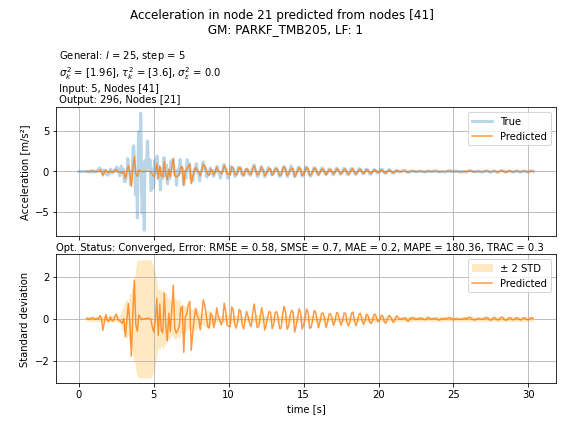 Acceleration in node 21 predicted from nodes [41]
GM: PARKF_TMB205, LF: 1
General: l = 25, step = 5
σ²ₖ = [1.96], τ²ₖ = [3.6], σ²ε = 0.0
Input: 5, Nodes [41]
Output: 296, Nodes [21]
Acceleration [m/s²]
5
0
−5
True
Predicted
Opt. Status: Converged, Error: RMSE = 0.58, SMSE = 0.7, MAE = 0.2, MAPE = 180.36, TRAC = 0.3
Standard deviation
2
0
−2
± 2 STD
Predicted
0 5 10 15 20 25 30
time [s]